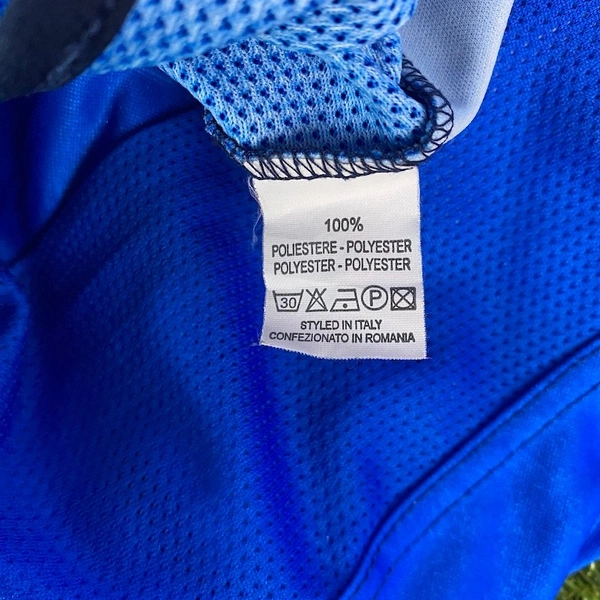 100%
POLIESTERE - POLYESTER
POLYESTER - POLYESTER
30 P
STYLED IN ITALY
CONFEZIONATO IN ROMANIA